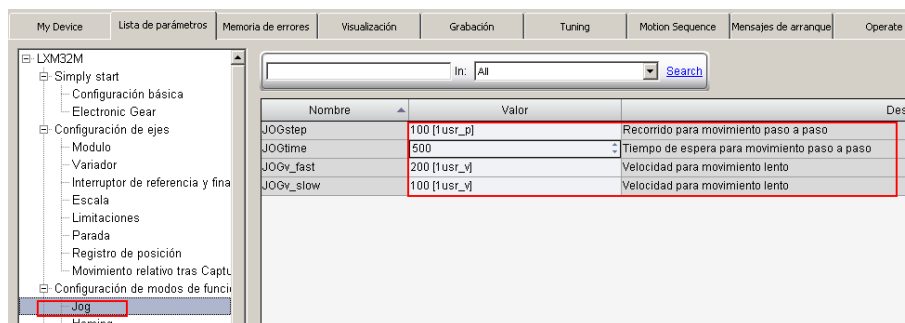 My Device Lista de parámetros Memoria de errores Visualización Grabación Tuning Motion Sequence Mensajes de arranque Operate
LXM32M
Simply start
Configuración básica
Electronic Gear
Configuración de ejes
Modulo
Variador
Interruptor de referencia y fina
Escala
Limitaciones
Parada
Registro de posición
Movimiento relativo tras Captu
Configuración de modos de funcio
Jog
Homing
In: All Search
Nombre Valor Des
JOGstep 100 [1usr_p] Recorrido para movimiento paso a paso
JOGtime 500 Tiempo de espera para movimiento paso a paso
JOGv_fast 200 [1usr_v] Velocidad para movimiento lento
JOGv_slow 100 [1usr_v] Velocidad para movimiento lento